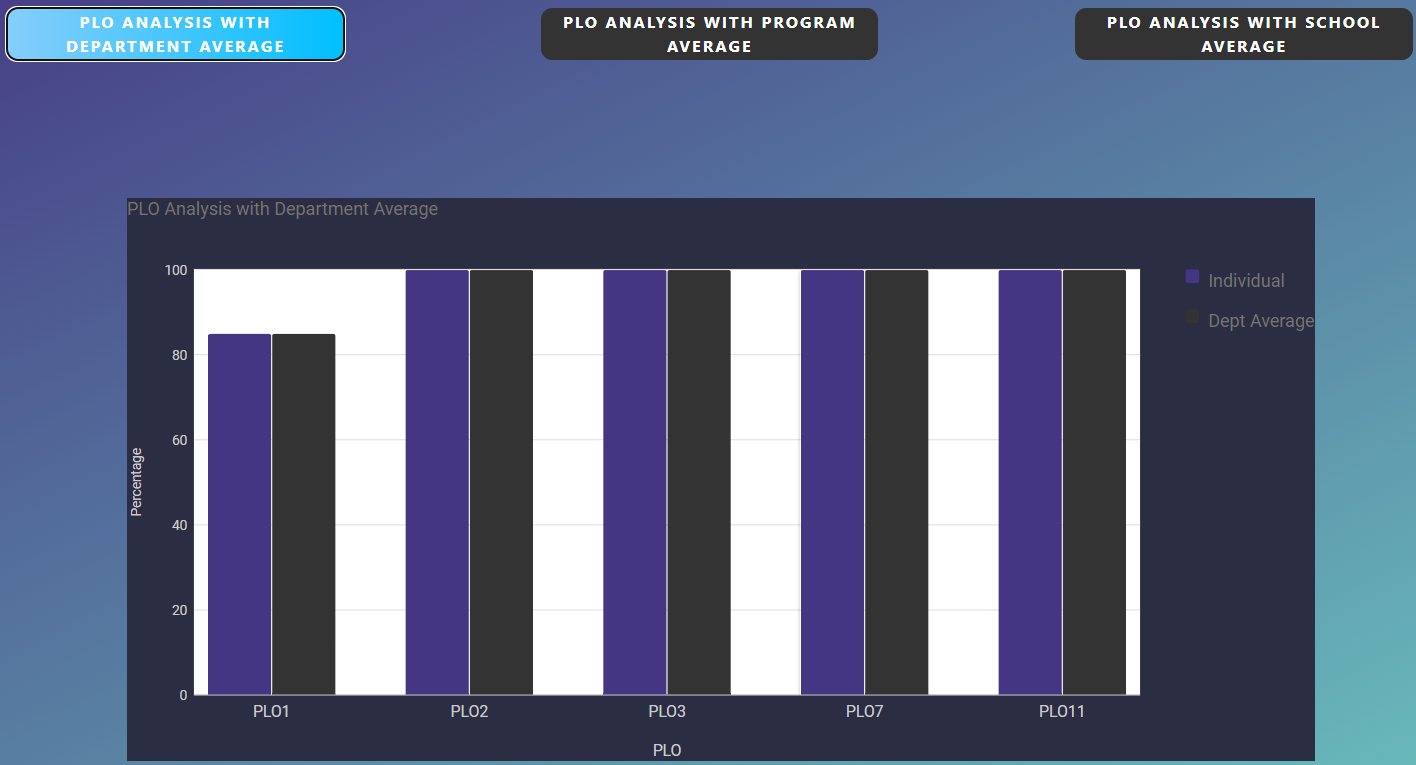 PLO ANALYSIS WITH
DEPARTMENT AVERAGE
PLO ANALYSIS WITH PROGRAM
AVERAGE
PLO ANALYSIS WITH SCHOOL
AVERAGE
PLO Analysis with Department Average
100
80
60
40
20
0
Percentage
PLO1
PLO2
PLO3
PLO7
PLO11
PLO
Individual
Dept Average